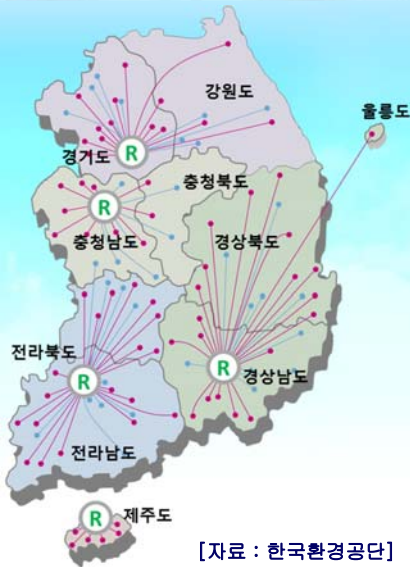 강원도
울릉도
경기도
R
충청북도
R
충청남도
경상북도
전라북도
R
R
경상남도
전라남도
R
제주도
[자료 : 한국환경공단]